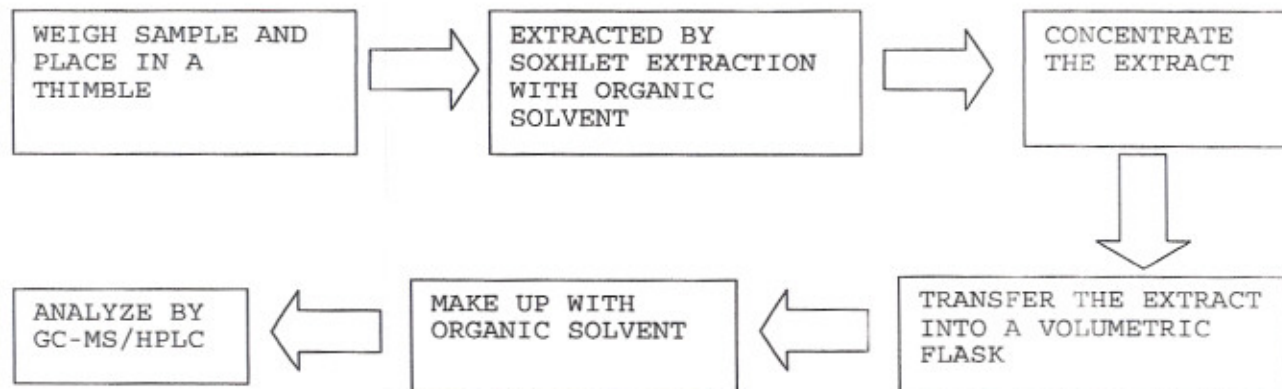 WEIGH SAMPLE AND
PLACE IN A
THIMBLE
EXTRACTED BY
SOXHLET EXTRACTION
WITH ORGANIC
SOLVENT
CONCENTRATE
THE EXTRACT
TRANSFER THE EXTRACT
INTO A VOLUMETRIC
FLASK
MAKE UP WITH
ORGANIC SOLVENT
ANALYZE BY
GC-MS/HPLC